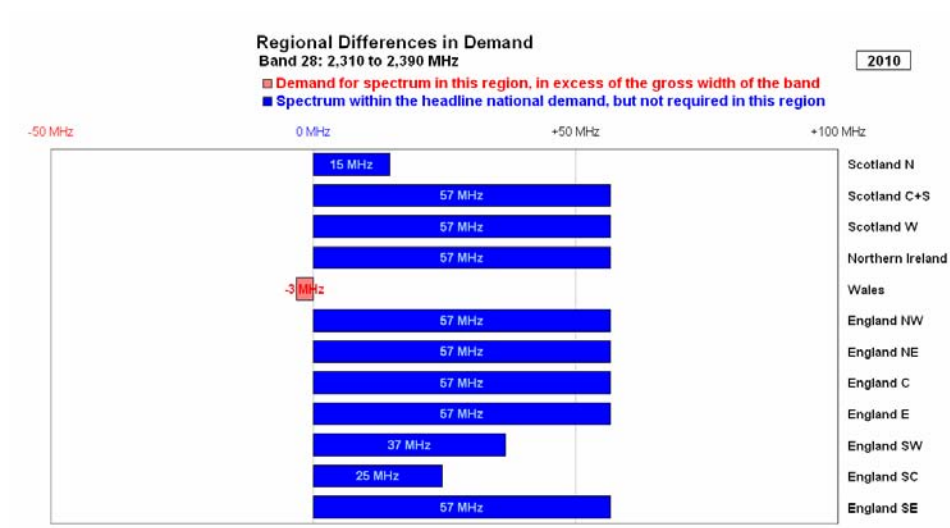 Regional Differences in Demand
Band 28: 2,310 to 2,390 MHz
2010
Demand for spectrum in this region, in excess of the gross width of the band
Spectrum within the headline national demand, but not required in this region
-50 MHz 0 MHz +50 MHz +100 MHz
15 MHz Scotland N
57 MHz Scotland C+S
57 MHz Scotland W
57 MHz Northern Ireland
-3 MHz Wales
57 MHz England NW
57 MHz England NE
57 MHz England C
57 MHz England E
37 MHz England SW
25 MHz England SC
57 MHz England SE